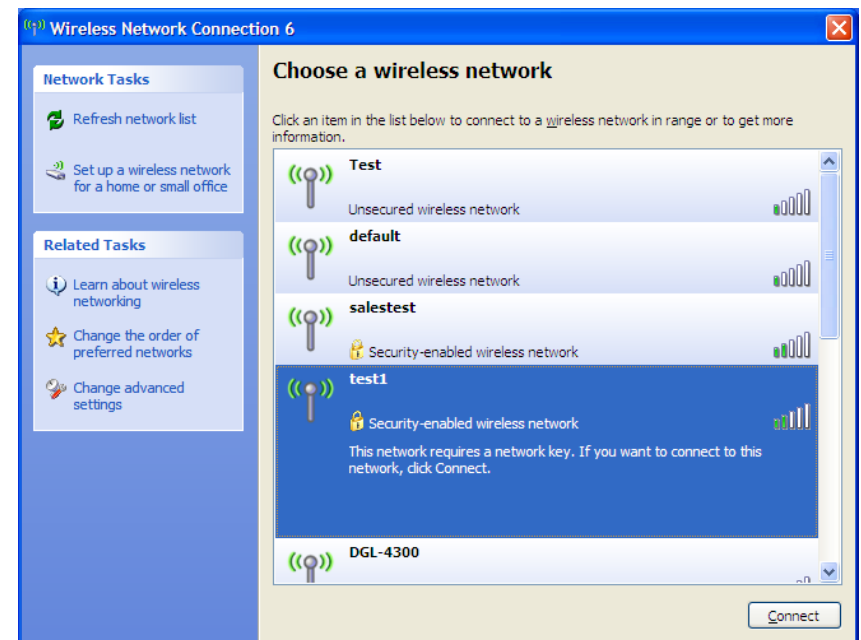 Wireless Network Connection 6
Network Tasks
Refresh network list
Set up a wireless network
for a home or small office
Related Tasks
Learn about wireless
networking
Change the order of
preferred networks
Change advanced
settings
Choose a wireless network
Click an item in the list below to connect to a wireless network in range or to get more
information.
Test
Unsecured wireless network
default
Unsecured wireless network
salestest
Security-enabled wireless network
test1
Security-enabled wireless network
This network requires a network key. If you want to connect to this
network, click Connect.
DGL-4300
Connect